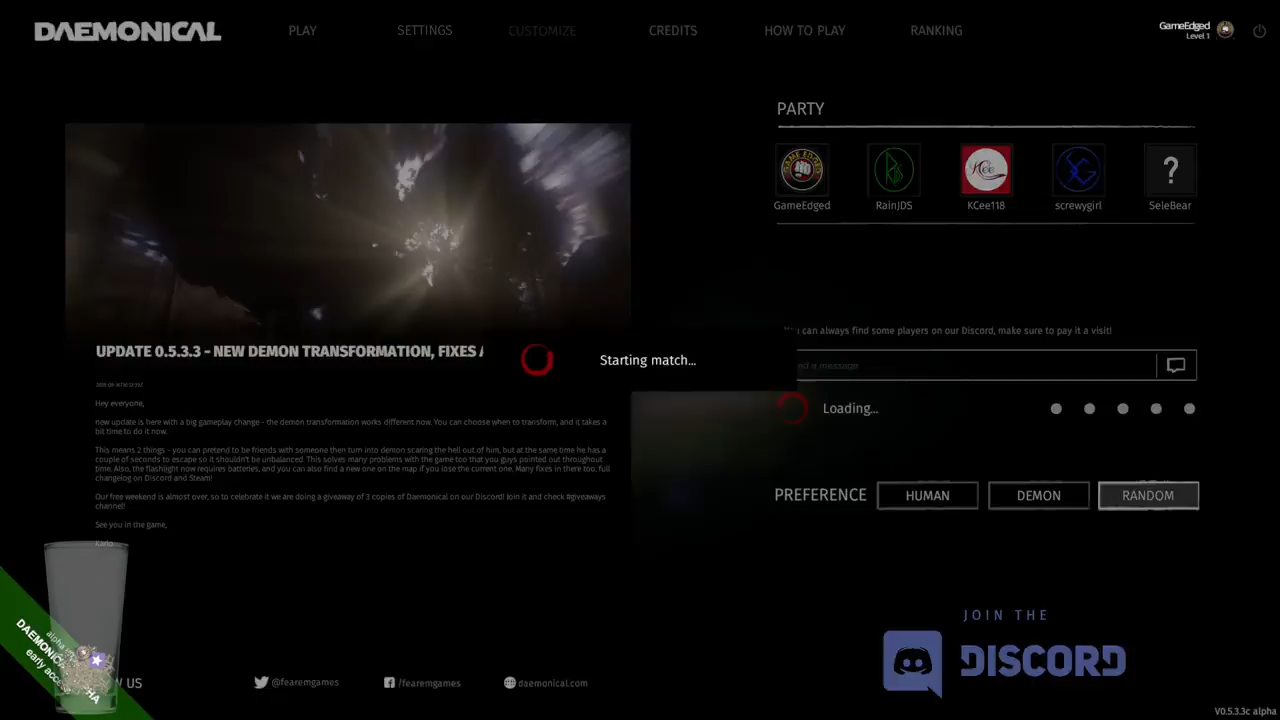 DAEMONICAL
PLAY
SETTINGS
CUSTOMIZE
CREDITS
HOW TO PLAY
RANKING
GameEdged
Level 1
PARTY
GAME EDGED
Kee
GameEdged
RainJDS
KCee118
screwygirl
?
SeleBear
can always find some players on our Discord, make sure to pay it a visit!
a message
Starting match...
Loading...
UPDATE 0.5.3.3 - NEW DEMON TRANSFORMATION, FIXES
Hey everyone,
new update is here with a big gameplay change - the demon transformation works different now. You can choose when to transform, and it takes a
bit time to do it now.
This means 2 things - you can pretend to be friends with someone then turn into demon scaring the hell out of him, but at the same time he has a
couple of seconds to escape so it shouldn't be unbalanced. This solves many problems with the game too that you guys pointed out throughout
time. Also, the flashlight now requires batteries, and you can also find a new one on the map if you lose the current one. Many fixes in there too, full
changelog on Discord and Steam!
Our free weekend is almost over, so to celebrate it we are doing a giveaway of 3 copies of Daemonical on our Discord! Join it and check #giveaways
channel!
See you in the game,
PREFERENCE
HUMAN
DEMON
RANDOM
JOIN THE
DISCORD
DAEMONIC
early acc
US
@fearemgames
/fearemgames
daemonical.com
V0.5.3.3c alpha